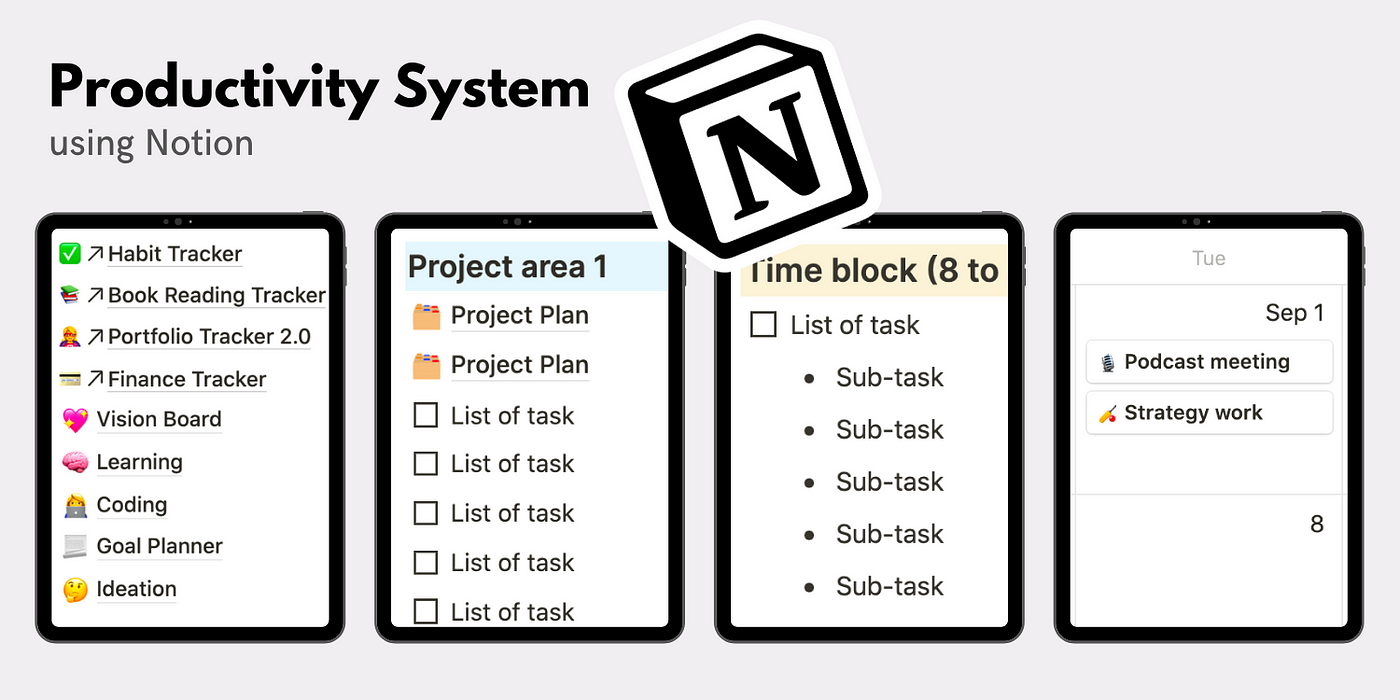 Productivity System
using Notion
N
Habit Tracker
Book Reading Tracker
Portfolio Tracker 2.0
Finance Tracker
Vision Board
Learning
Coding
Goal Planner
Ideation
Project area 1
Project Plan
Project Plan
List of task
List of task
List of task
List of task
List of task
Time block (8 to
List of task
Sub-task
Sub-task
Sub-task
Sub-task
Sub-task
Tue
Sep 1
Podcast meeting
Strategy work
8